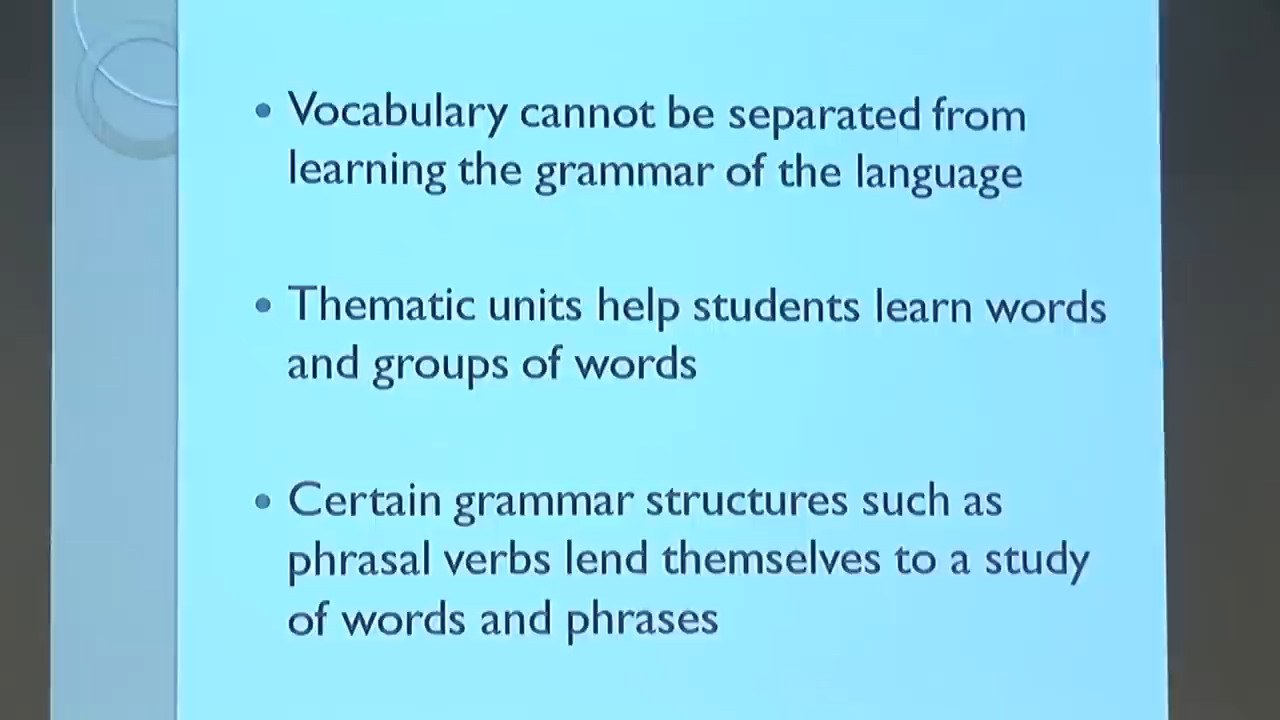 • Vocabulary cannot be separated from
learning the grammar of the language
• Thematic units help students learn words
and groups of words
• Certain grammar structures such as
phrasal verbs lend themselves to a study
of words and phrases